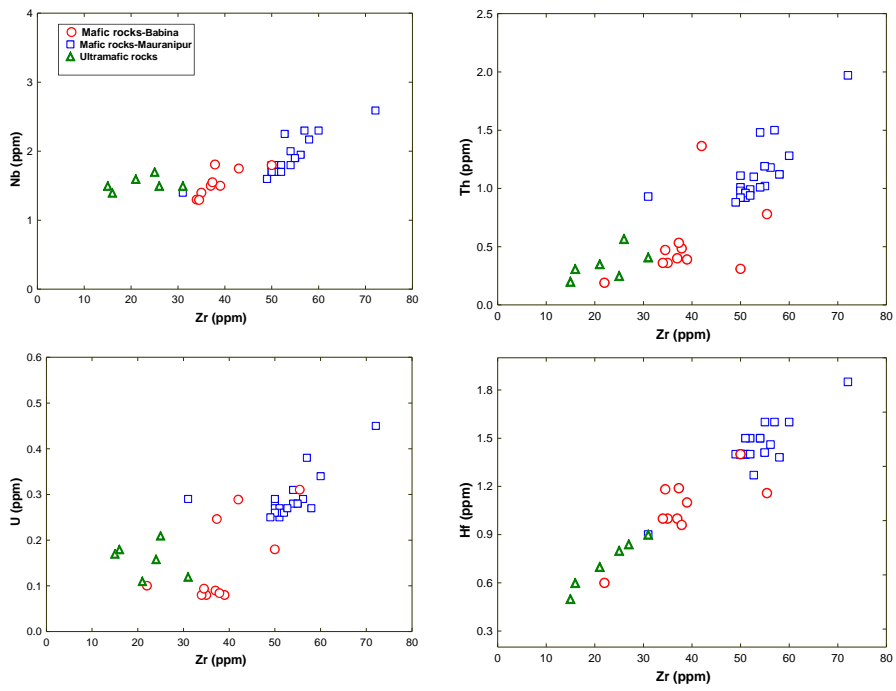 Mafic rocks-Babina
Mafic rocks-Mauranipur
Ultramafic rocks
Nb (ppm)
4
3
2
1
0
0 10 20 30 40 50 60 70 80
Zr (ppm)
Th (ppm)
2.5
2.0
1.5
1.0
0.5
0.0
0 10 20 30 40 50 60 70 80
Zr (ppm)
U (ppm)
0.6
0.5
0.4
0.3
0.2
0.1
0.0
0 10 20 30 40 50 60 70 80
Zr (ppm)
Hf (ppm)
1.8
1.5
1.2
0.9
0.6
0.3
0 10 20 30 40 50 60 70 80
Zr (ppm)